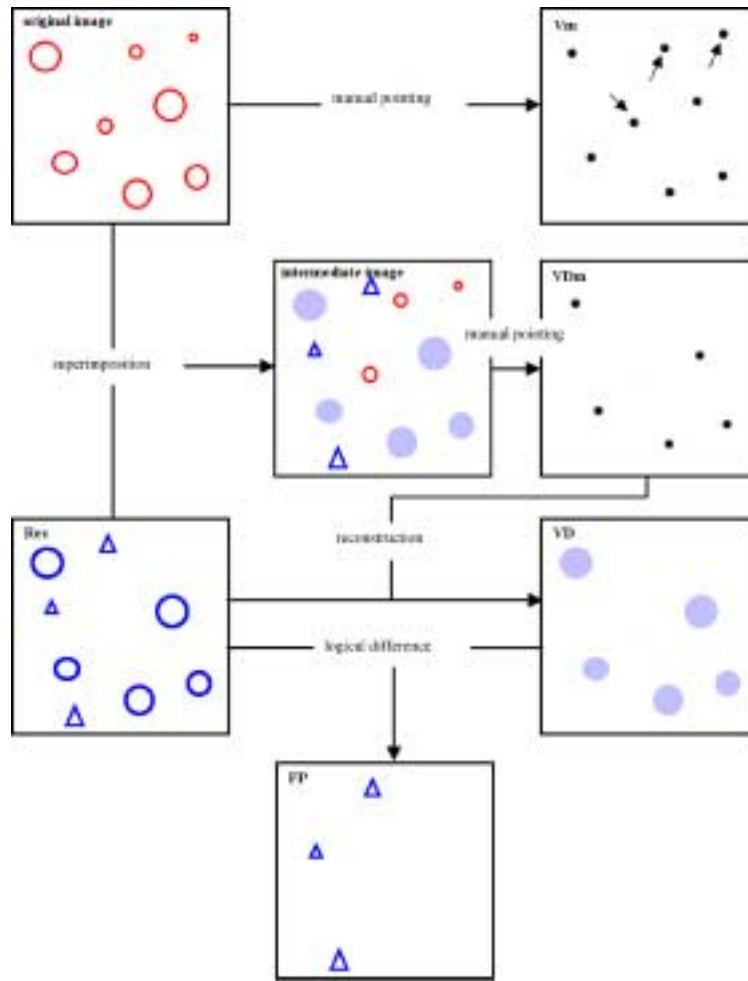 original image
Vm
manual pointing
intermediate image
VDm
manual pointing
superimposition
Res
reconstruction
VD
logical difference
FP